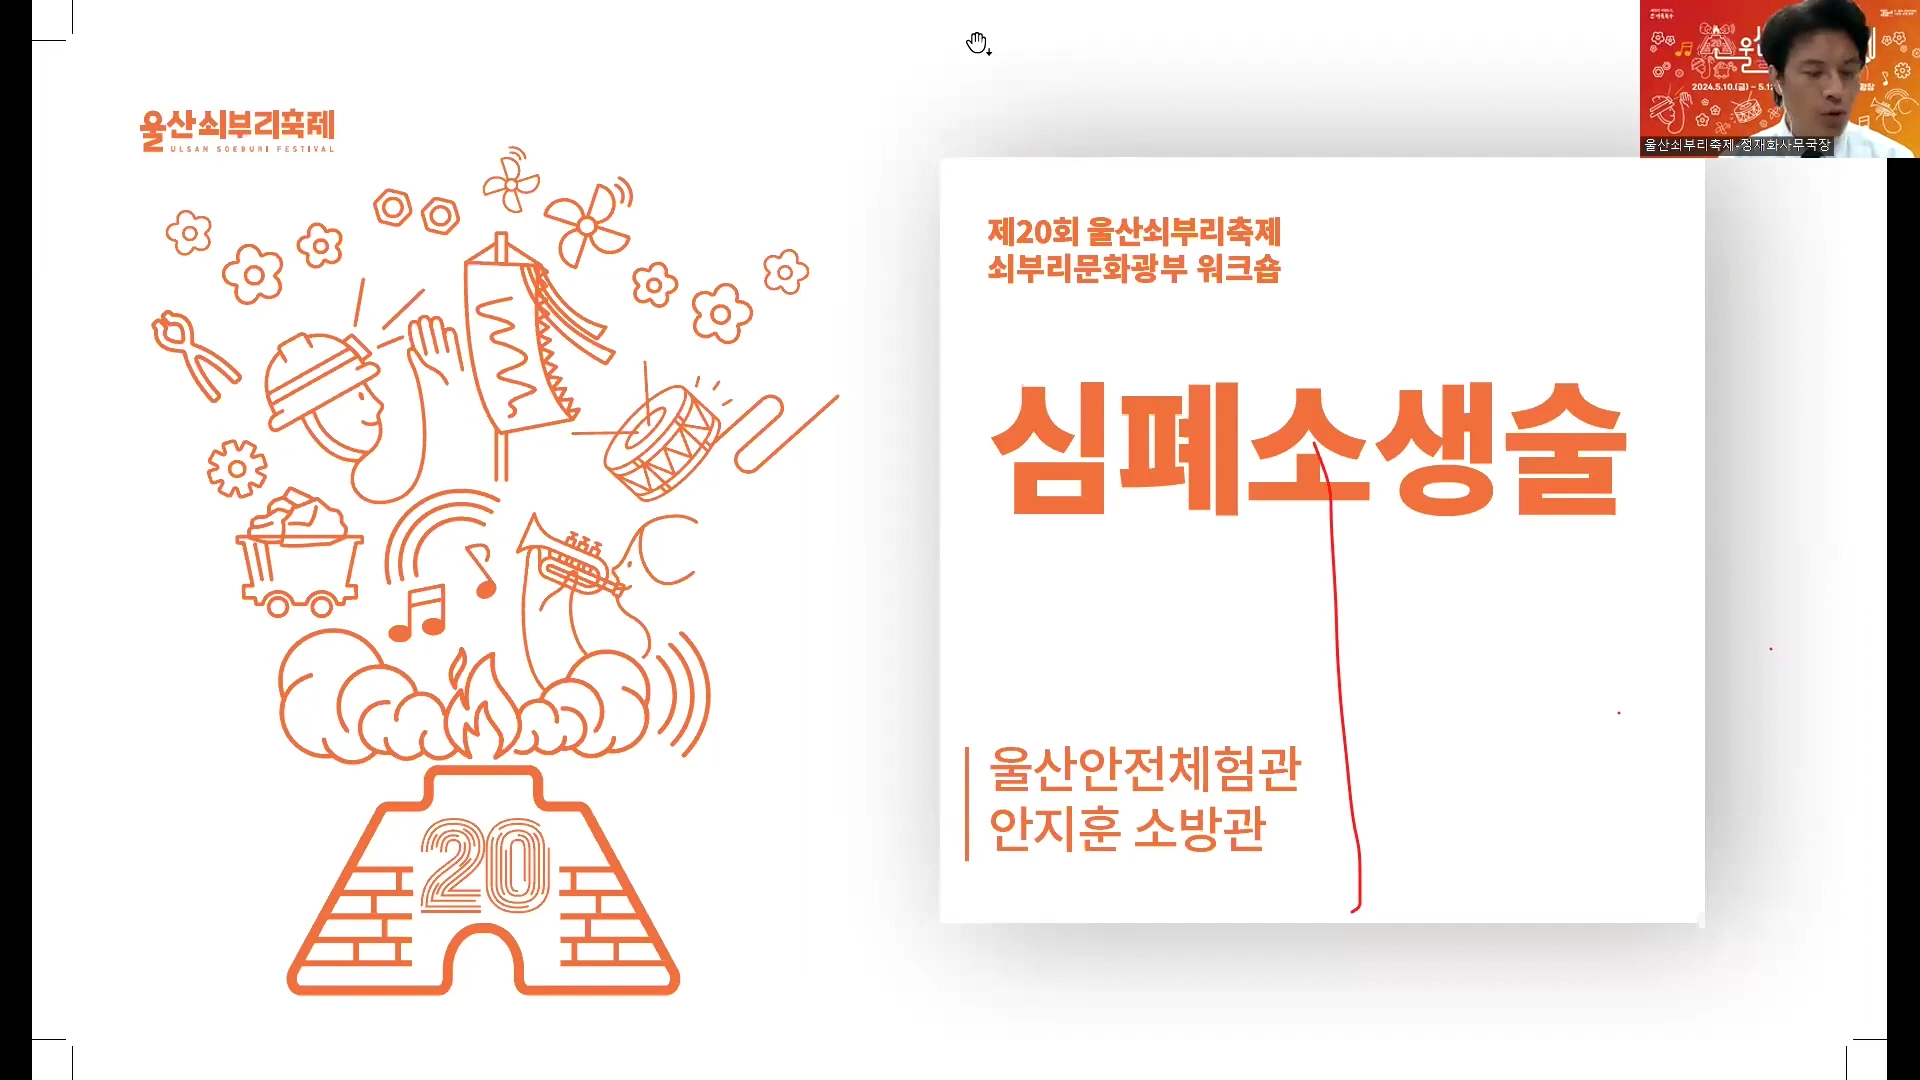 울산쇠부리축제
ULSAN SOEBURI FESTIVAL
제20회 울산쇠부리축제
쇠부리문화광부 워크숍
심폐소생술
울산안전체험관
안지훈 소방관
20
울
2024.5.10.(금) ~ 5.12
울산쇠부리축제-정재화사무국장